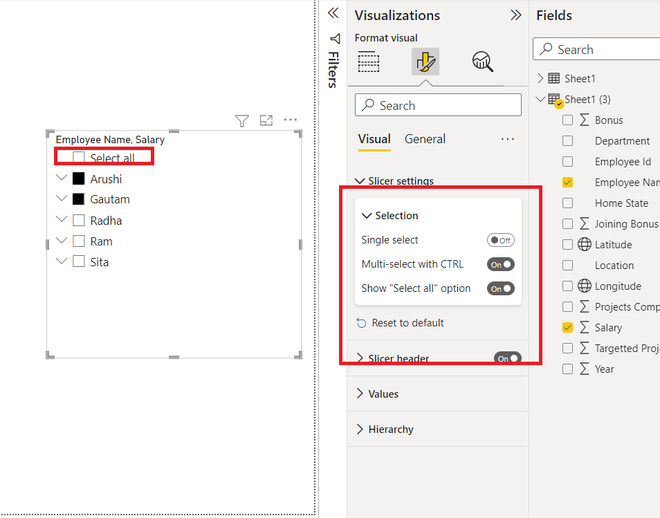 Employee Name, Salary
Select all
Arushi
Gautam
Radha
Ram
Sita
Filters
Visualizations
Format visual
Search
Visual
General
Slicer settings
Selection
Single select
Off
Multi-select with CTRL
On
Show "Select all" option
On
Reset to default
Slicer header
On
Values
Hierarchy
Fields
Search
Sheet1
Sheet1 (3)
Bonus
Department
Employee Id
Employee Nam
Home State
Joining Bonus
Latitude
Location
Longitude
Projects Comp
Salary
Targetted Proj
Year